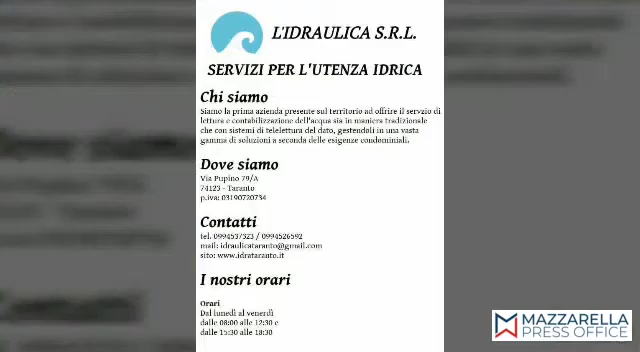 L'IDRAULICA S.R.L.
SERVIZI PER L'UTENZA IDRICA
Chi siamo
Siamo la prima azienda presente sul territorio ad offrire il servzio di
lettura e contabilizzazione dell'acqua sia in maniera tradizionale
che con sistemi di telelettura del dato, gestendoli in una vasta
gamma di soluzioni a seconda delle esigenze condominiali.
Dove siamo
Via Pupino 79/A
74123 - Taranto
p.iva: 03190720734
Contatti
tel. 0994537323 / 0994526592
mail: idraulicataranto@gmail.com
sito: www.idrataranto.it
I nostri orari
Orari
Dal lunedì al venerdì
dalle 08:00 alle 12:30 e
dalle 15:30 alle 18:30
MAZZARELLA
PRESS OFFICE